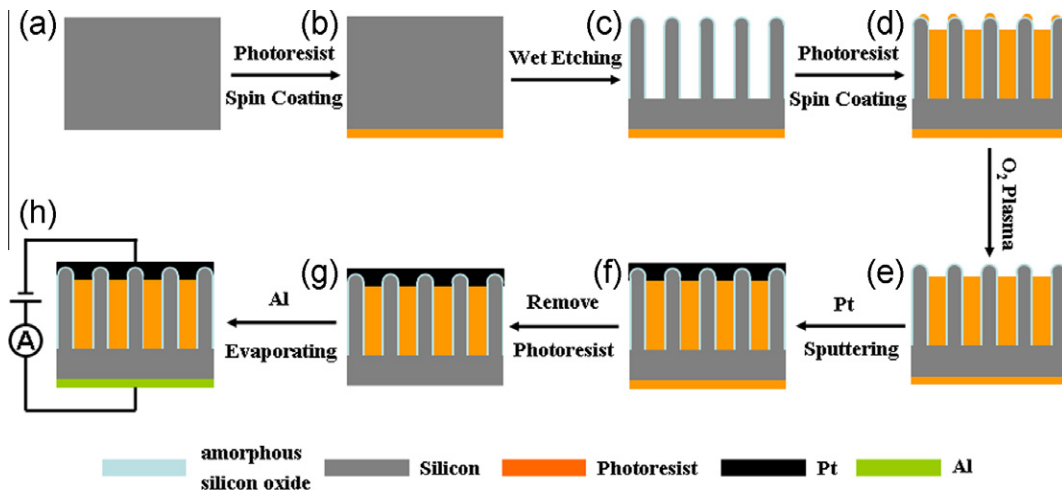 (a)
Photoresist
Spin Coating
(b)
Wet Etching
(c)
Photoresist
Spin Coating
(d)
O2 Plasma
(e)
Pt
Sputtering
(f)
Remove
Photoresist
(g)
Al
Evaporating
(h)
A
amorphous
silicon oxide
Silicon
Photoresist
Pt
Al